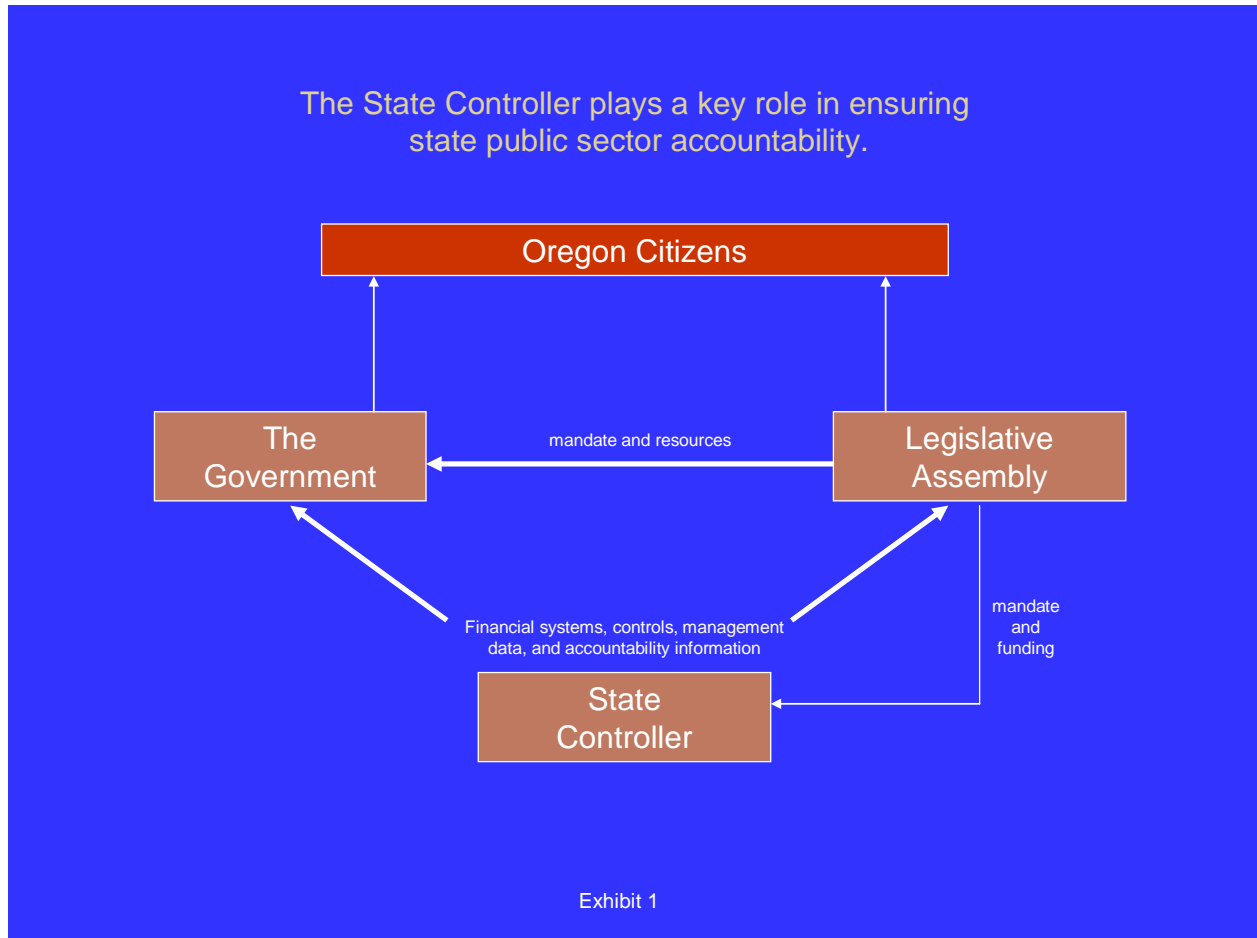 The State Controller plays a key role in ensuring
state public sector accountability.
Oregon Citizens
The
Government
mandate and resources
Legislative
Assembly
Financial systems, controls, management
data, and accountability information
mandate
and
funding
State
Controller
Exhibit 1